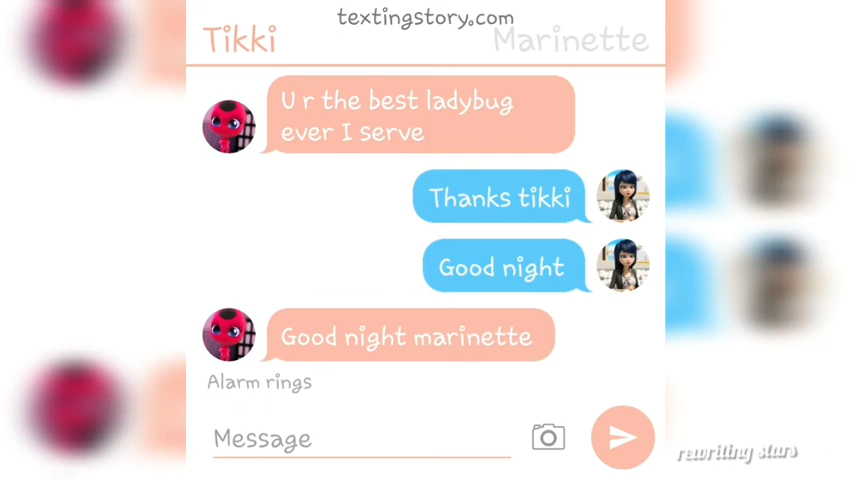 textingstory.com
Tikki
Marinette
U r the best ladybug
ever I serve
Thanks tikki
Good night
Good night marinette
Alarm rings
Message
rewriting stars